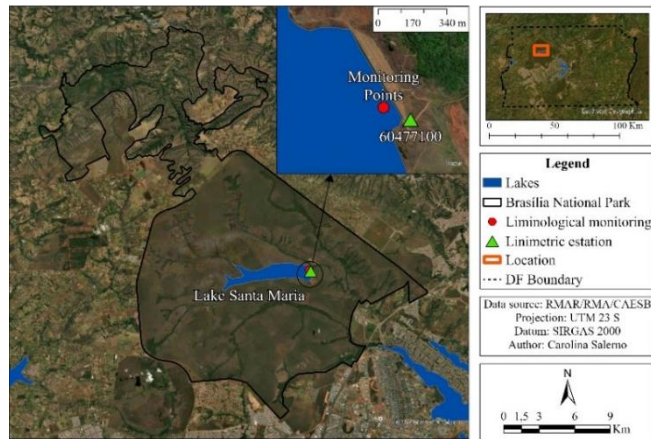 0 170 340 m
Monitoring
Points
60477100
Lake Santa Maria
0 50 100 Km
Legend
Lakes
Brasília National Park
Liminological monitoring
Linimetric estation
Location
DF Boundary
Data source: RMAR/RMA/CAESB
Projection: UTM 23 S
Datum: SIRGAS 2000
Author: Carolina Salerno
N
0 1,5 3 6 9
Km